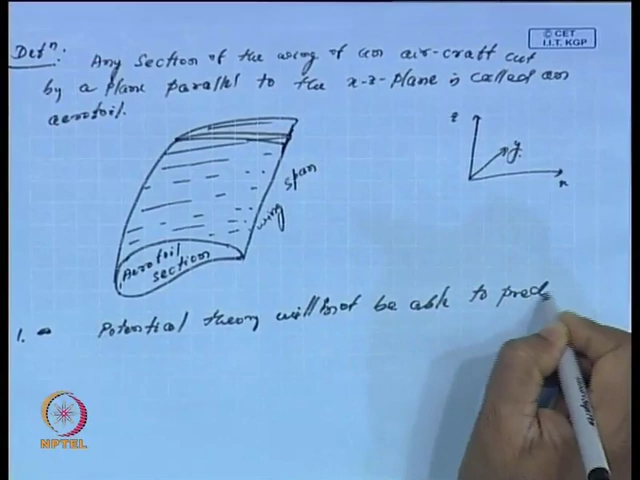 © CET
I.I.T. KGP
Defⁿ: Any section of the wing of an air-craft cut
by a plane parallel to the x-z-plane is called an
aerofoil.
z
y
x
span
wing
Aerofoil
section
1. Potential theory will not be able to pred
NPTEL